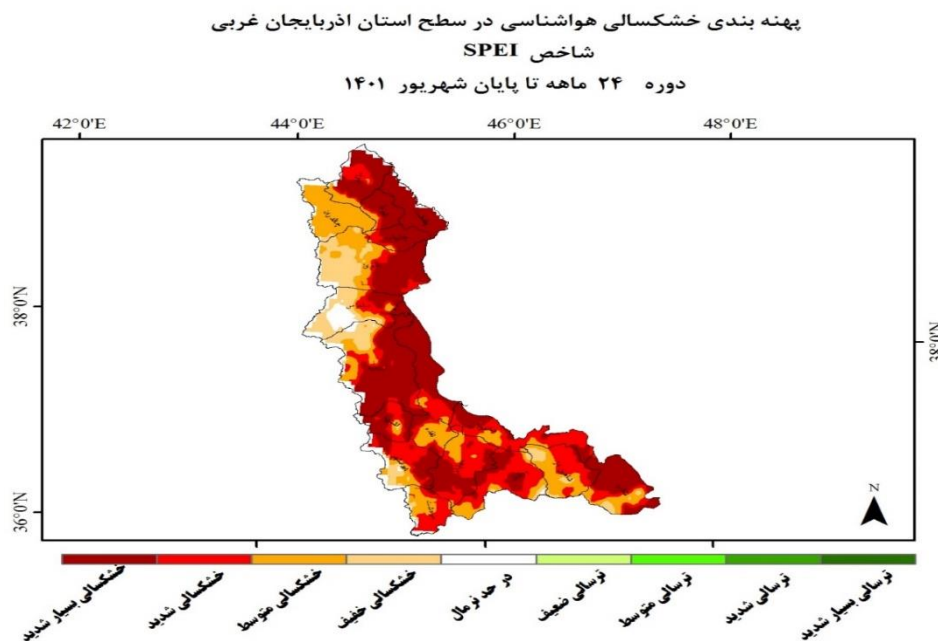 پهنه بندی خشکسالی هواشناسی در سطح استان اذربایجان غربی
شاخص SPEI
دوره ۲۴ ماهه تا پایان شهریور ۱۴۰۱
42°0'E 44°0'E 46°0'E 48°0'E
38°0'N 38°0'N
36°0'N 36°0'N
N
خشکسالی بسیار شدید
خشکسالی شدید
خشکسالی متوسط
خشکسالی خفیف
در حد نرمال
ترسالی ضعیف
ترسالی متوسط
ترسالی شدید
ترسالی بسیار شدید